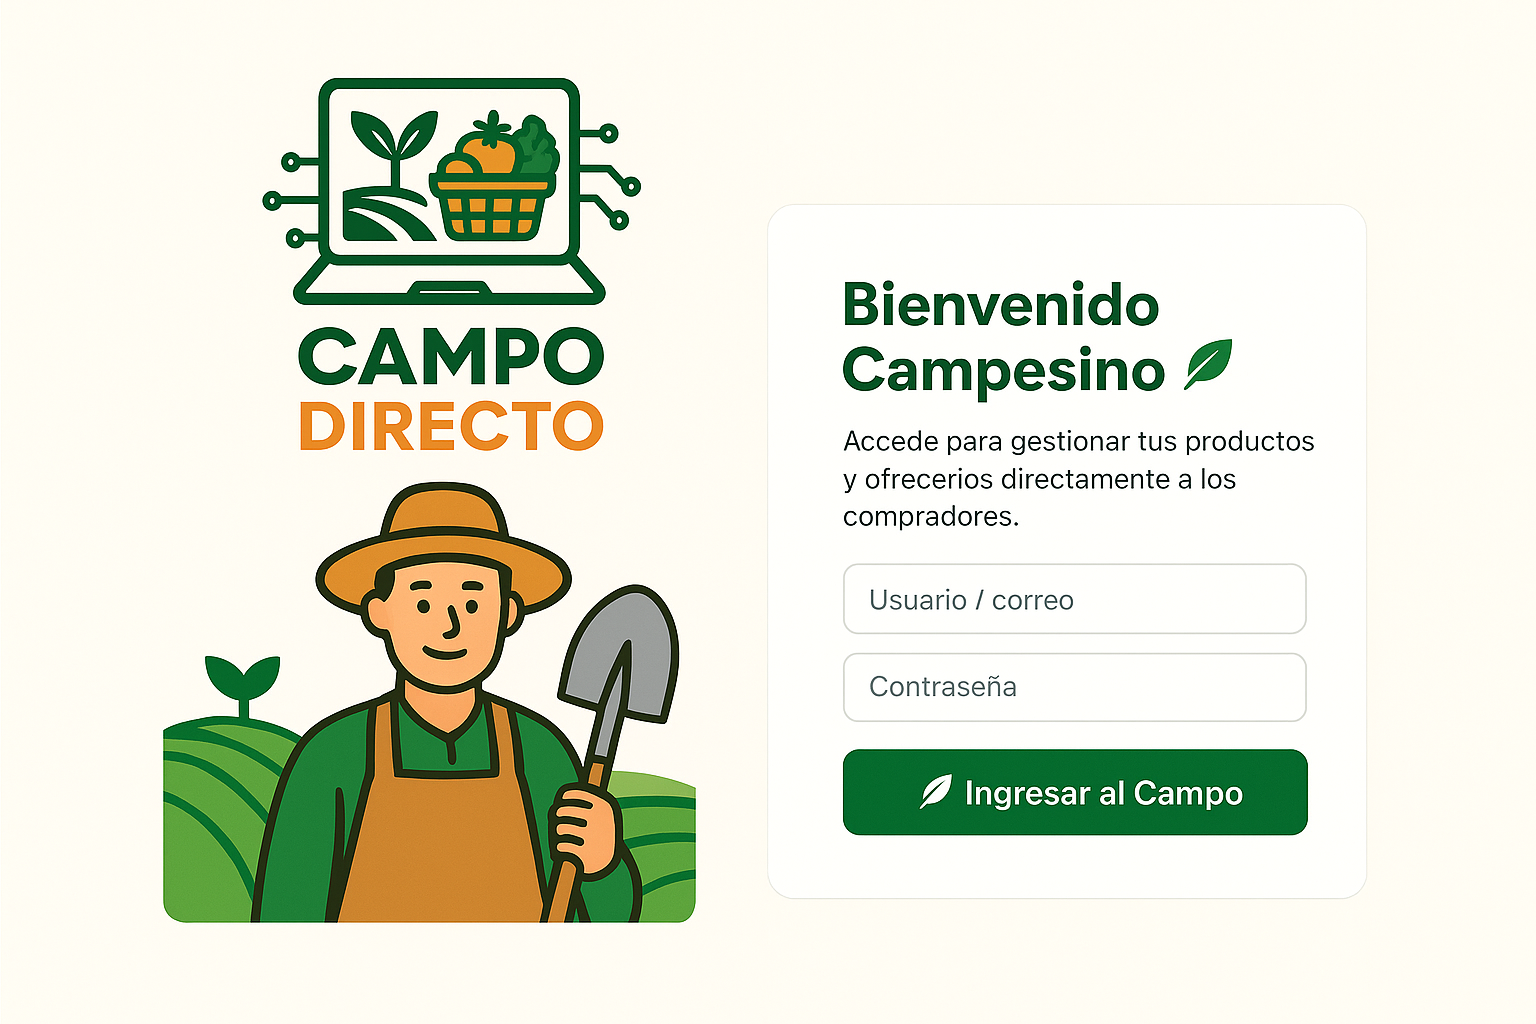 CAMPO
DIRECTO
Bienvenido
Campesino
Accede para gestionar tus productos
y ofrecerios directamente a los
compradores.
Usuario / correo
Contraseña
Ingresar al Campo